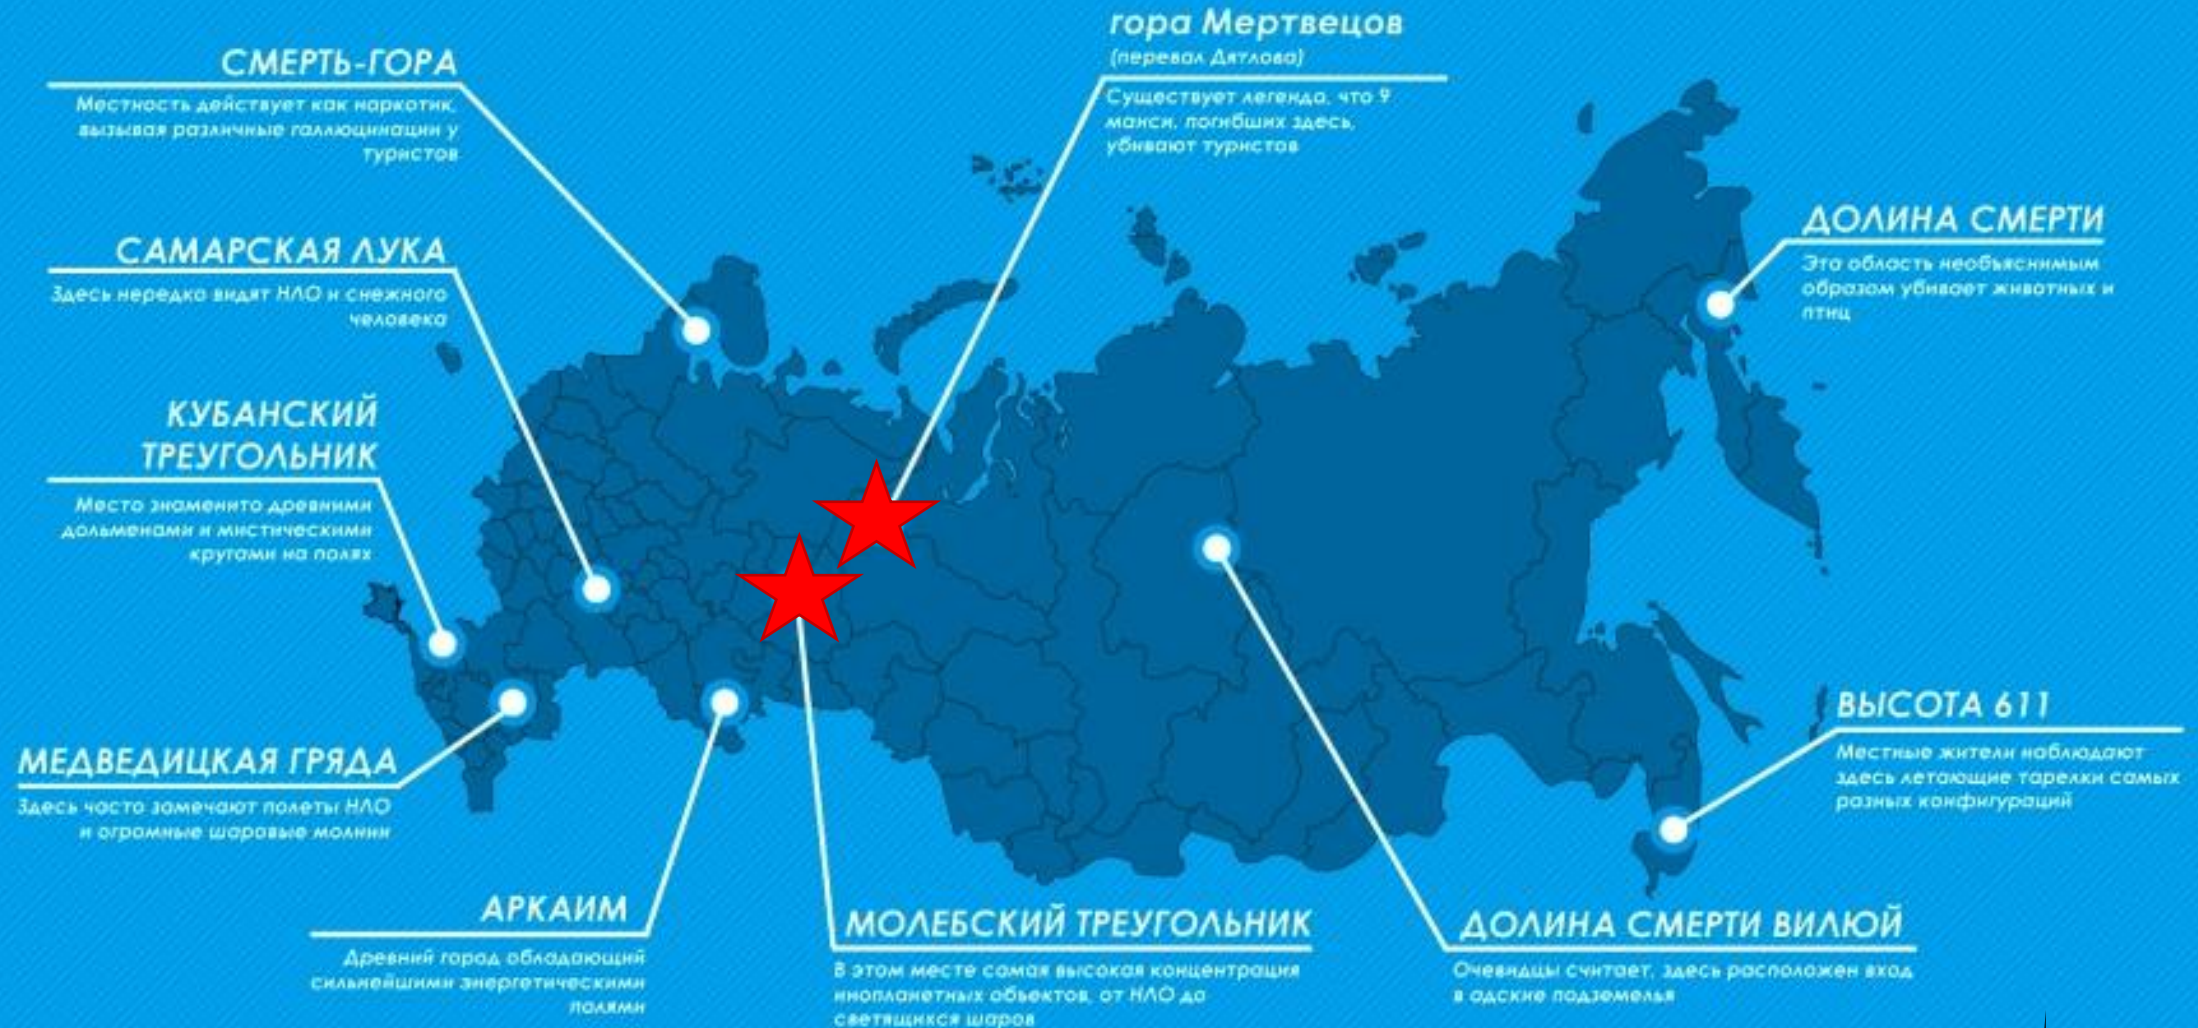 гора Мертвецов
(перевал Дятлова)
Существует легенда, что 9
манси, погибших здесь,
убивают туристов
СМЕРТЬ-ГОРА
Местность действует как наркотик,
вызывая различные галлюцинации у
туристов
ДОЛИНА СМЕРТИ
Эта область необъяснимым
образом убивает животных и
птиц
САМАРСКАЯ ЛУКА
Здесь нередко видят НЛО и снежного
человека
КУБАНСКИЙ
ТРЕУГОЛЬНИК
Место знаменито древними
дольменами и мистическими
кругами на полях
ВЫСОТА 611
Местные жители наблюдают
здесь летающие тарелки самых
разных конфигураций
МЕДВЕДИЦКАЯ ГРЯДА
Здесь часто замечают полеты НЛО
и огромные шаровые молнии
АРКАИМ
Древний город обладающий
сильнейшими энергетическими
полями
МОЛЕБСКИЙ ТРЕУГОЛЬНИК
В этом месте самая высокая концентрация
инопланетных объектов, от НЛО до
светящихся шаров
ДОЛИНА СМЕРТИ ВИЛЮЙ
Очевидцы считает, здесь расположен вход
в адские подземелья